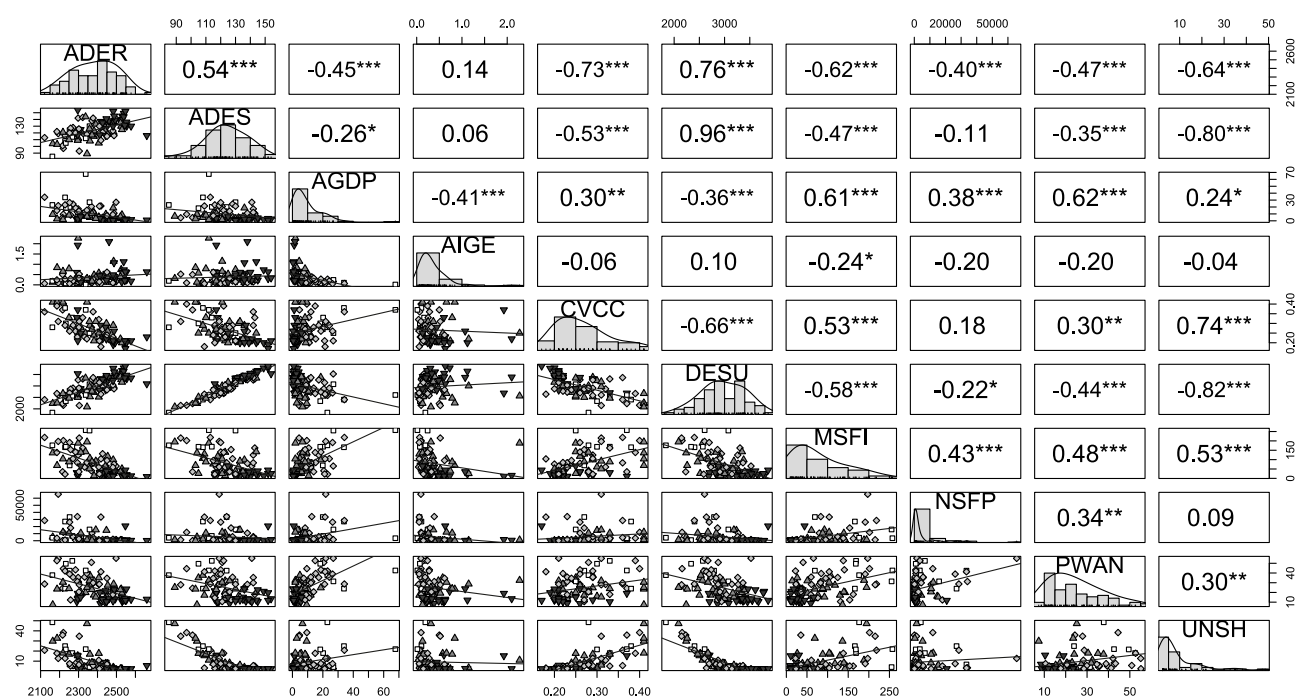 90 110 130 150 0.0 1.0 2.0 2000 3000 0 20000 50000 10 30 50
ADER 0.54*** -0.45*** 0.14 -0.73*** 0.76*** -0.62*** -0.40*** -0.47*** -0.64*** 2100 2600
90 130 ADES -0.26* 0.06 -0.53*** 0.96*** -0.47*** -0.11 -0.35*** -0.80***
AGDP -0.41*** 0.30** -0.36*** 0.61*** 0.38*** 0.62*** 0.24* 0 30 70
0.0 1.5 AIGE -0.06 0.10 -0.24* -0.20 -0.20 -0.04
CVCC -0.66*** 0.53*** 0.18 0.30** 0.74*** 0.20 0.40
2000 DESU -0.58*** -0.22* -0.44*** -0.82***
MSFI 0.43*** 0.48*** 0.53*** 0 150
0 50000 NSFP 0.34** 0.09
PWAN 0.30** 10 40
10 40 UNSH
2100 2300 2500 0 20 40 60 0.20 0.30 0.40 0 50 150 250 10 30 50